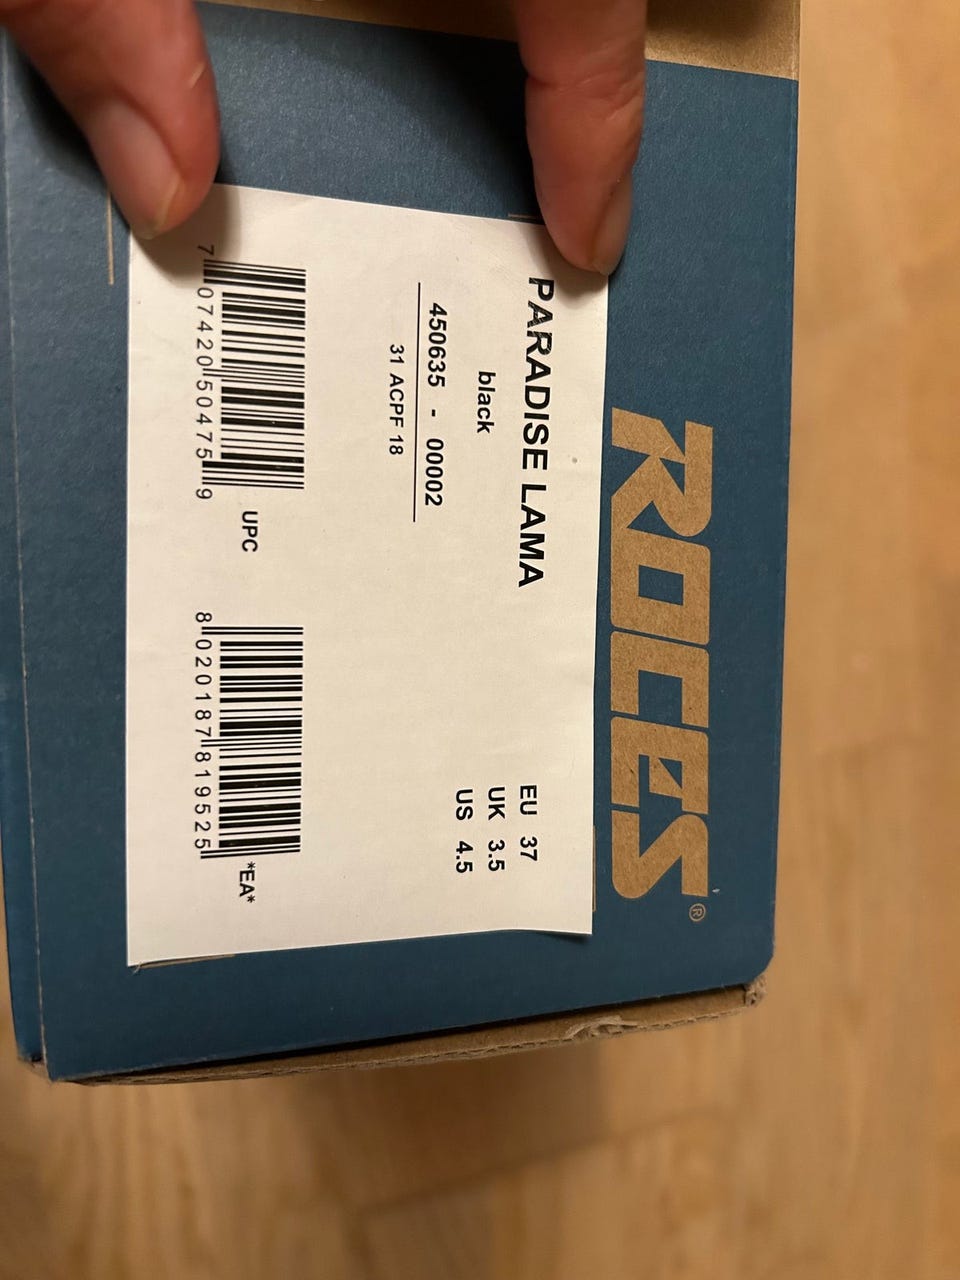 ROCES®
PARADISE LAMA
black
450635 - 00002
31 ACPF 18
EU 37
UK 3.5
US 4.5
7 07420 50475 9
UPC
8 020187 819525
*EA*